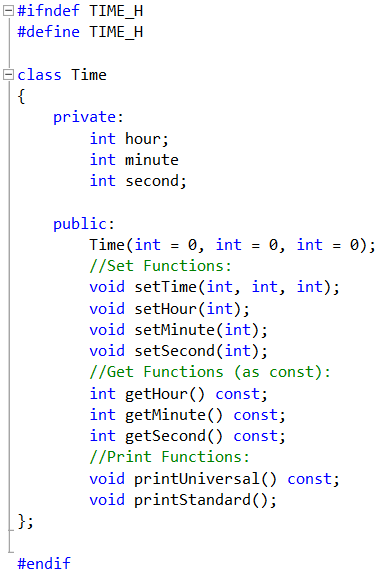 #ifndef TIME_H
#define TIME_H
class Time
{
private:
int hour;
int minute
int second;
public:
Time(int = 0, int = 0, int = 0);
//Set Functions:
void setTime(int, int, int);
void setHour(int);
void setMinute(int);
void setSecond(int);
//Get Functions (as const):
int getHour() const;
int getMinute() const;
int getSecond() const;
//Print Functions:
void printUniversal() const;
void printStandard();
};
#endif